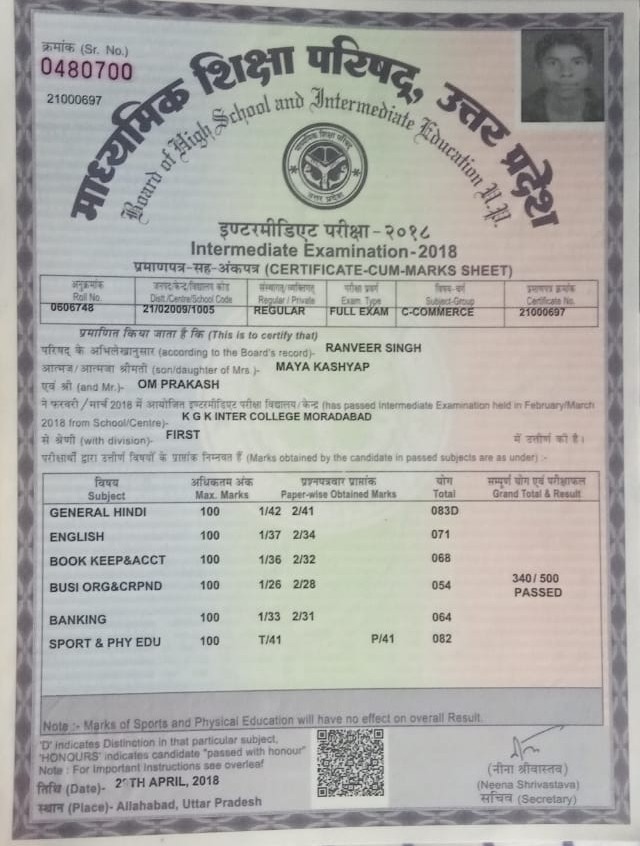 क्रमांक (Sr. No.)
0480700
21000697
माध्यमिक शिक्षा परिषद्, उत्तर प्रदेश
Board of High School and Intermediate Education U.P.
माध्यमिक शिक्षा परिषद्
उत्तर प्रदेश
इण्टरमीडिएट परीक्षा - २०१८
Intermediate Examination-2018
प्रमाणपत्र-सह-अंकपत्र (CERTIFICATE-CUM-MARKS SHEET)
अनुक्रमांक जनपद/केन्द्र/विद्यालय कोड संस्थागत/व्यक्तिगत परीक्षा प्रवर्ग विषय-वर्ग प्रमाणपत्र क्रमांक
Roll No. Distt./Centre/School Code Regular / Private Exam. Type Subject-Group Certificate No.
0606748 21/02009/1005 REGULAR FULL EXAM C-COMMERCE 21000697
प्रमाणित किया जाता है कि (This is to certify that)
परिषद के अभिलेखानुसार (according to the Board's record)- RANVEER SINGH
आत्मज/आत्मजा श्रीमती (son/daughter of Mrs.)- MAYA KASHYAP
एवं श्री (and Mr.)- OM PRAKASH
ने फरवरी/मार्च 2018 में आयोजित इण्टरमीडिएट परीक्षा विद्यालय/केन्द्र (has passed Intermediate Examination held in February/March
2018 from School/Centre)- K G K INTER COLLEGE MORADABAD
से श्रेणी (with division)- FIRST में उत्तीर्ण की है।
परीक्षार्थी द्वारा उत्तीर्ण विषयों के प्राप्तांक निम्नवत हैं (Marks obtained by the candidate in passed subjects are as under) :-
विषय अधिकतम अंक प्रश्नपत्रवार प्राप्तांक योग सम्पूर्ण योग एवं परीक्षाफल
Subject Max. Marks Paper-wise Obtained Marks Total Grand Total & Result
GENERAL HINDI 100 1/42 2/41 083D
ENGLISH 100 1/37 2/34 071
BOOK KEEP&ACCT 100 1/36 2/32 068
BUSI ORG&CRPND 100 1/26 2/28 054 340/ 500
PASSED
BANKING 100 1/33 2/31 064
SPORT & PHY EDU 100 T/41 P/41 082
Note :- Marks of Sports and Physical Education will have no effect on overall Result.
'D' indicates Distinction in that particular subject,
'HONOURS' indicates candidate "passed with honour"
Note : For Important Instructions see overleaf
तिथि (Date)- TH APRIL, 2018
स्थान (Place)- Allahabad, Uttar Pradesh
(नीना श्रीवास्तव)
(Neena Shrivastava)
सचिव (Secretary)